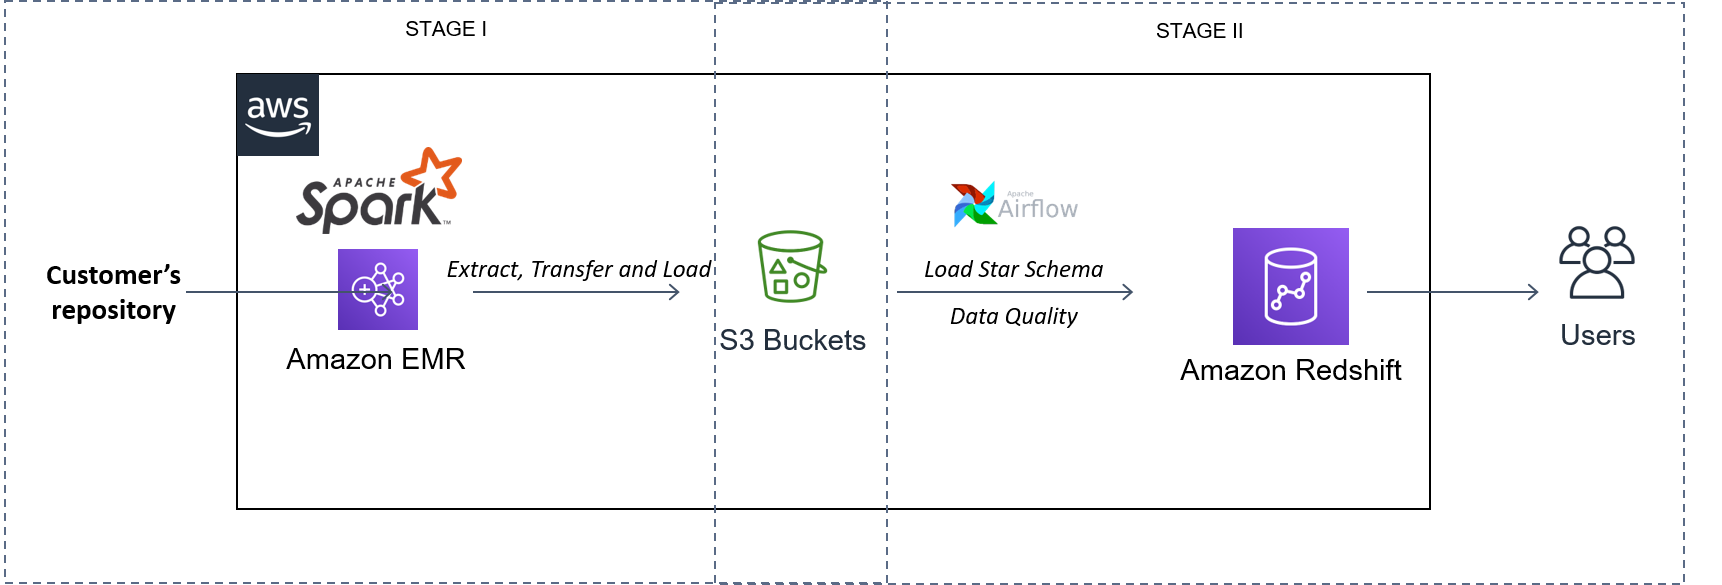 STAGE I
STAGE II
aws
APACHE
Spark™
Apache
Airflow
Customer's
repository
Extract, Transfer and Load
Load Star Schema
Data Quality
Amazon EMR
S3 Buckets
Amazon Redshift
Users